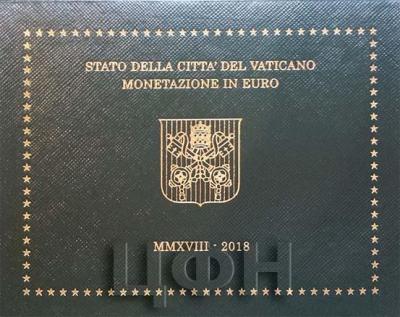 STATO DELLA CITTA' DEL VATICANO
MONETAZIONE IN EURO
MMXVIII - 2018
ЦФН